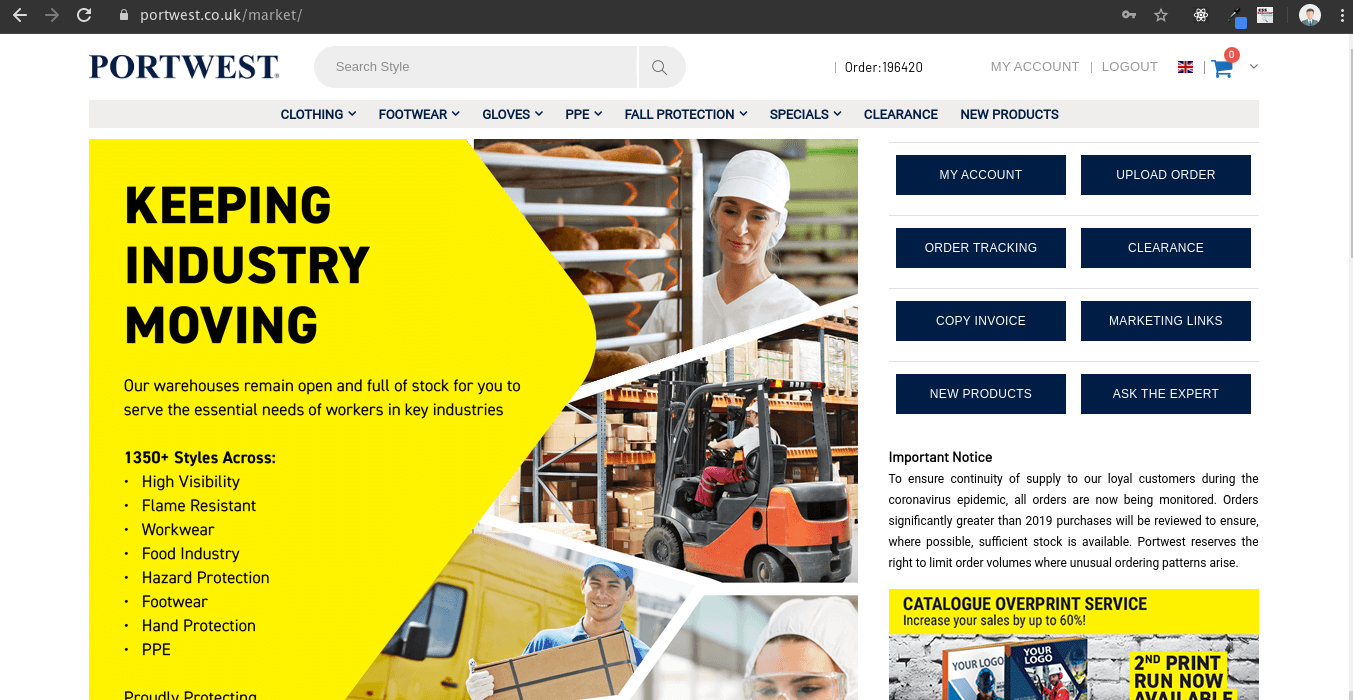 portwest.co.uk/market/
PORTWEST®
Search Style
Order:196420
MY ACCOUNT
LOGOUT
0
CLOTHING
FOOTWEAR
GLOVES
PPE
FALL PROTECTION
SPECIALS
CLEARANCE
NEW PRODUCTS
KEEPING
INDUSTRY
MOVING
Our warehouses remain open and full of stock for you to
serve the essential needs of workers in key industries
1350+ Styles Across:
• High Visibility
• Flame Resistant
• Workwear
• Food Industry
• Hazard Protection
• Footwear
• Hand Protection
• PPE
Proudly Protecting
MY ACCOUNT
UPLOAD ORDER
ORDER TRACKING
CLEARANCE
COPY INVOICE
MARKETING LINKS
NEW PRODUCTS
ASK THE EXPERT
Important Notice
To ensure continuity of supply to our loyal customers during the
coronavirus epidemic, all orders are now being monitored. Orders
significantly greater than 2019 purchases will be reviewed to ensure,
where possible, sufficient stock is available. Portwest reserves the
right to limit order volumes where unusual ordering patterns arise.
CATALOGUE OVERPRINT SERVICE
Increase your sales by up to 60%!
YOUR LOGO
YOUR
LOGO
2ND PRINT
RUN NOW
AVAILABLE